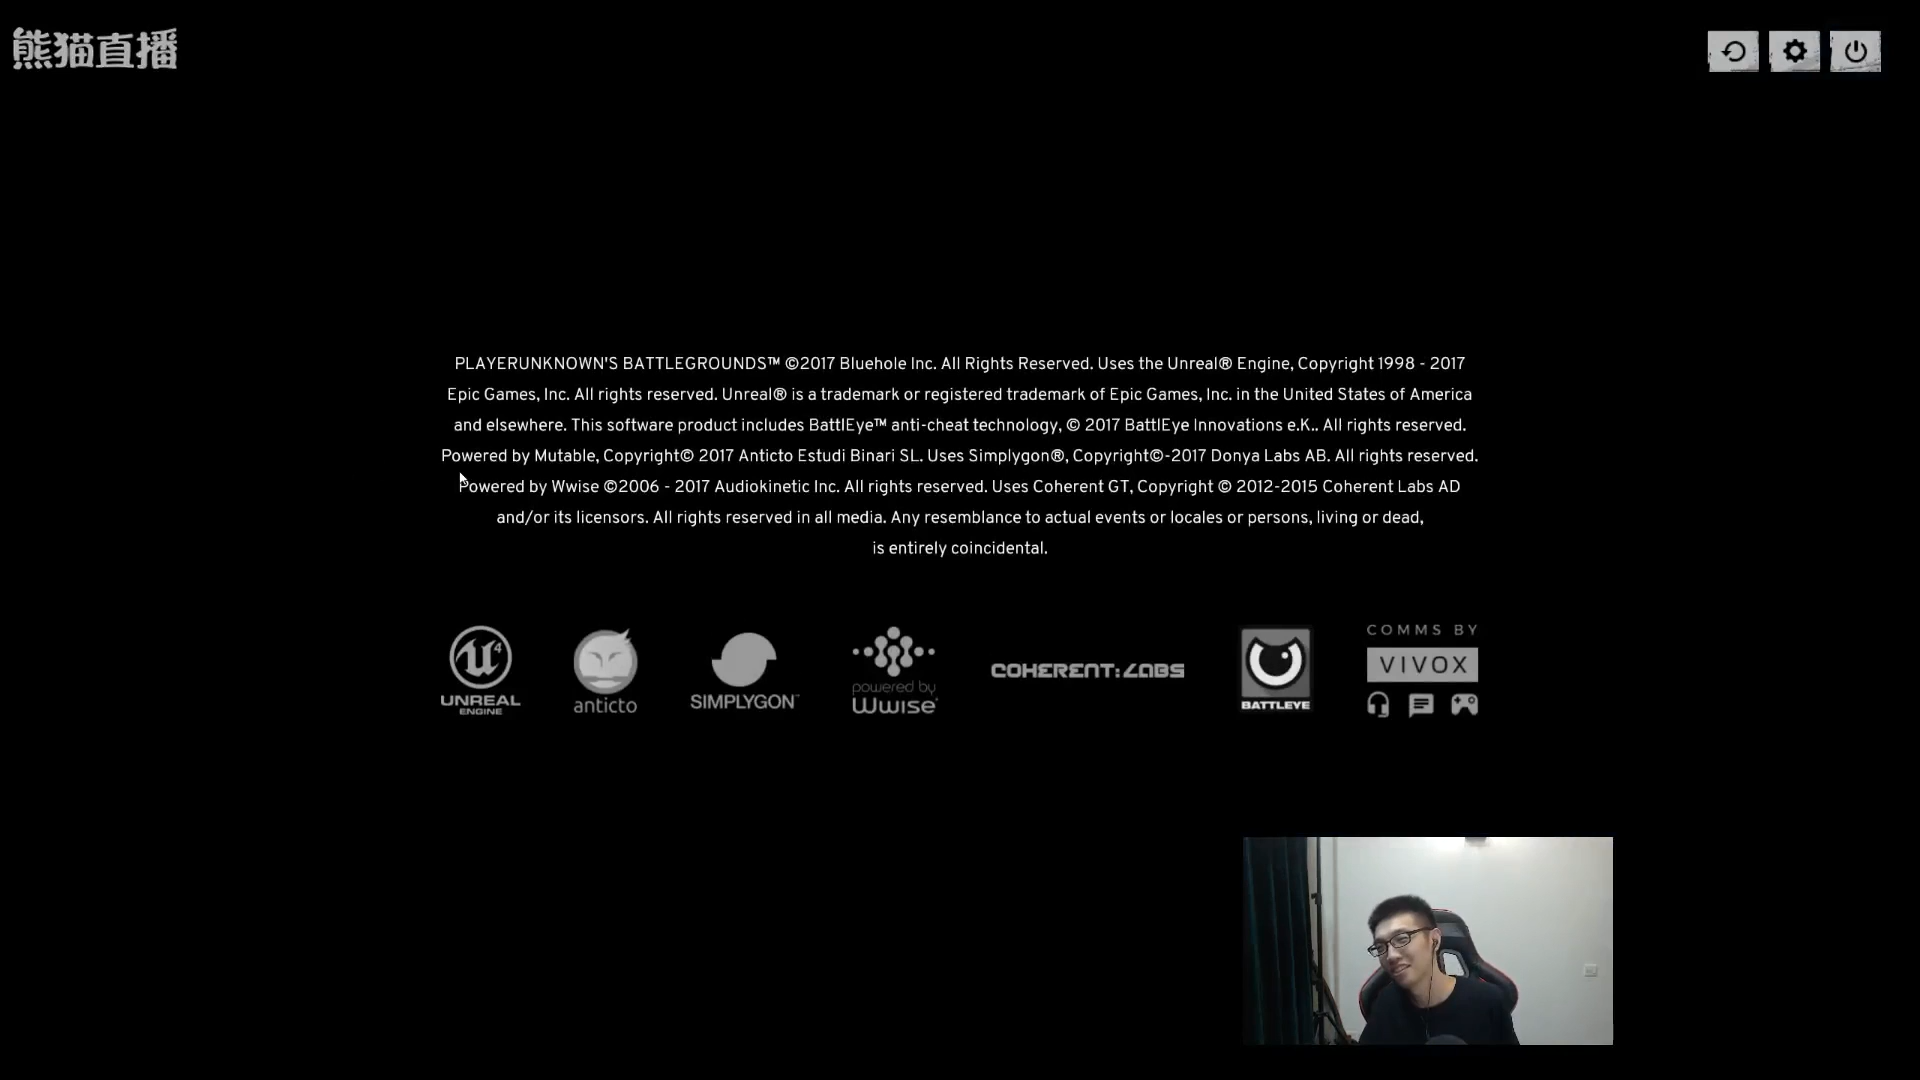 熊猫直播
PLAYERUNKNOWN'S BATTLEGROUNDS™ ©2017 Bluehole Inc. All Rights Reserved. Uses the Unreal® Engine, Copyright 1998 - 2017
Epic Games, Inc. All rights reserved. Unreal® is a trademark or registered trademark of Epic Games, Inc. in the United States of America
and elsewhere. This software product includes BattlEye™ anti-cheat technology, © 2017 BattlEye Innovations e.K.. All rights reserved.
Powered by Mutable, Copyright© 2017 Anticto Estudi Binari SL. Uses Simplygon®, Copyright©-2017 Donya Labs AB. All rights reserved.
Powered by Wwise ©2006 - 2017 Audiokinetic Inc. All rights reserved. Uses Coherent GT, Copyright © 2012-2015 Coherent Labs AD
and/or its licensors. All rights reserved in all media. Any resemblance to actual events or locales or persons, living or dead,
is entirely coincidental.
U4
UNREAL
ENGINE
anticto
SIMPLYGON™
powered by
Wwise®
COHERENT:LABS
BATTLEYE
COMMS BY
VIVOX